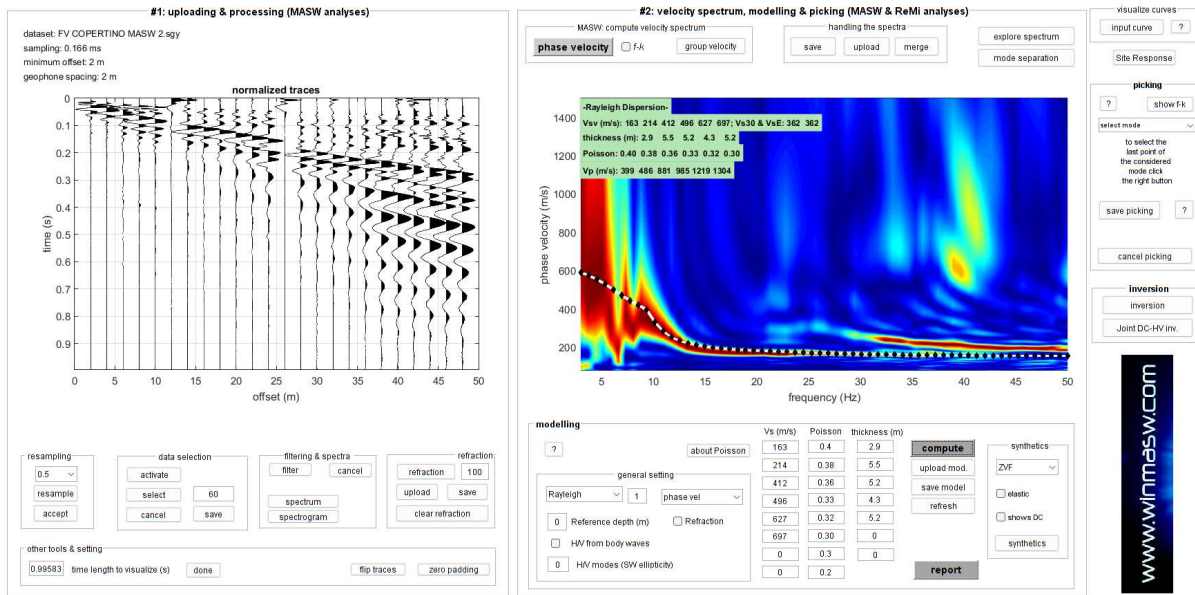 #1: uploading & processing (MASW analyses)
dataset: FV COPERTINO MASW 2.sgy
sampling: 0.166 ms
minimum offset: 2 m
geophone spacing: 2 m
normalized traces
0
0.1
0.2
0.3
0.4
0.5
0.6
0.7
0.8
0.9
time (s)
0 5 10 15 20 25 30 35 40 45 50
offset (m)
resampling
0.5
resample
accept
data selection
activate
select 60
cancel save
filtering & spectra
filter cancel
spectrum
spectrogram
refraction
refraction 100
upload save
clear refraction
other tools & setting
0.99583 time length to visualize (s) done flip traces zero padding
#2: velocity spectrum, modelling & picking (MASW & ReMi analyses)
MASW: compute velocity spectrum
phase velocity f-k group velocity
handling the spectra
save upload merge
explore spectrum
mode separation
-Rayleigh Dispersion-
Vsv (m/s): 163 214 412 496 627 697; Vs30 & VsE: 362 362
thickness (m): 2.9 5.5 5.2 4.3 5.2
Poisson: 0.40 0.38 0.36 0.33 0.32 0.30
Vp (m/s): 399 486 881 985 1219 1304
1400
1200
1000
800
600
400
200
phase velocity (m/s)
5 10 15 20 25 30 35 40 45 50
frequency (Hz)
modelling
?
about Poisson
general setting
Rayleigh 1 phase vel
0 Reference depth (m) Refraction
H/V from body waves
0 H/V modes (SW ellipticity)
Vs (m/s) Poisson thickness (m)
163 0.4 2.9
214 0.38 5.5
412 0.36 5.2
496 0.33 4.3
627 0.32 5.2
697 0.30 0
0 0.3 0
0 0.2
compute
upload mod.
save model
refresh
report
synthetics
ZVF
elastic
shows DC
synthetics
visualize curves
input curve ?
Site Response
picking
? show f-k
select mode
to select the
last point of
the considered
mode click
the right button
save picking ?
cancel picking
inversion
inversion
Joint DC-HV inv.
www.winmasw.com